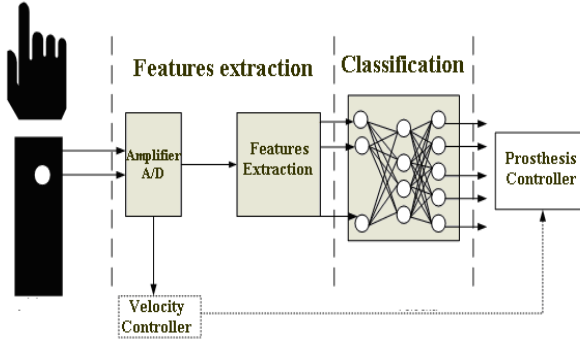 Features extraction
Classification
Amplifier
A/D
Features
Extraction
Prosthesis
Controller
Velocity
Controller